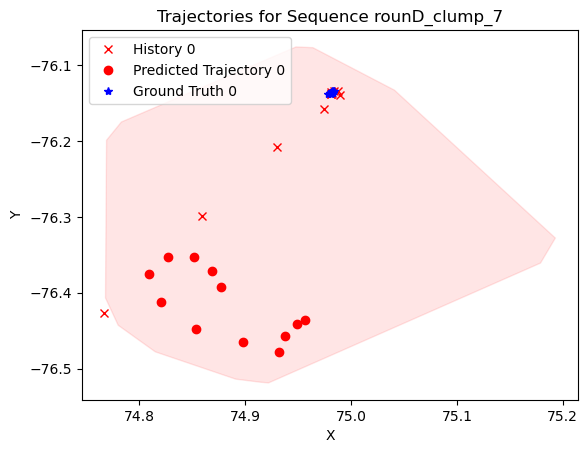 Trajectories for Sequence rounD_clump_7
History 0
Predicted Trajectory 0
Ground Truth 0
−76.1
−76.2
−76.3
−76.4
−76.5
Y
74.8 74.9 75.0 75.1 75.2
X